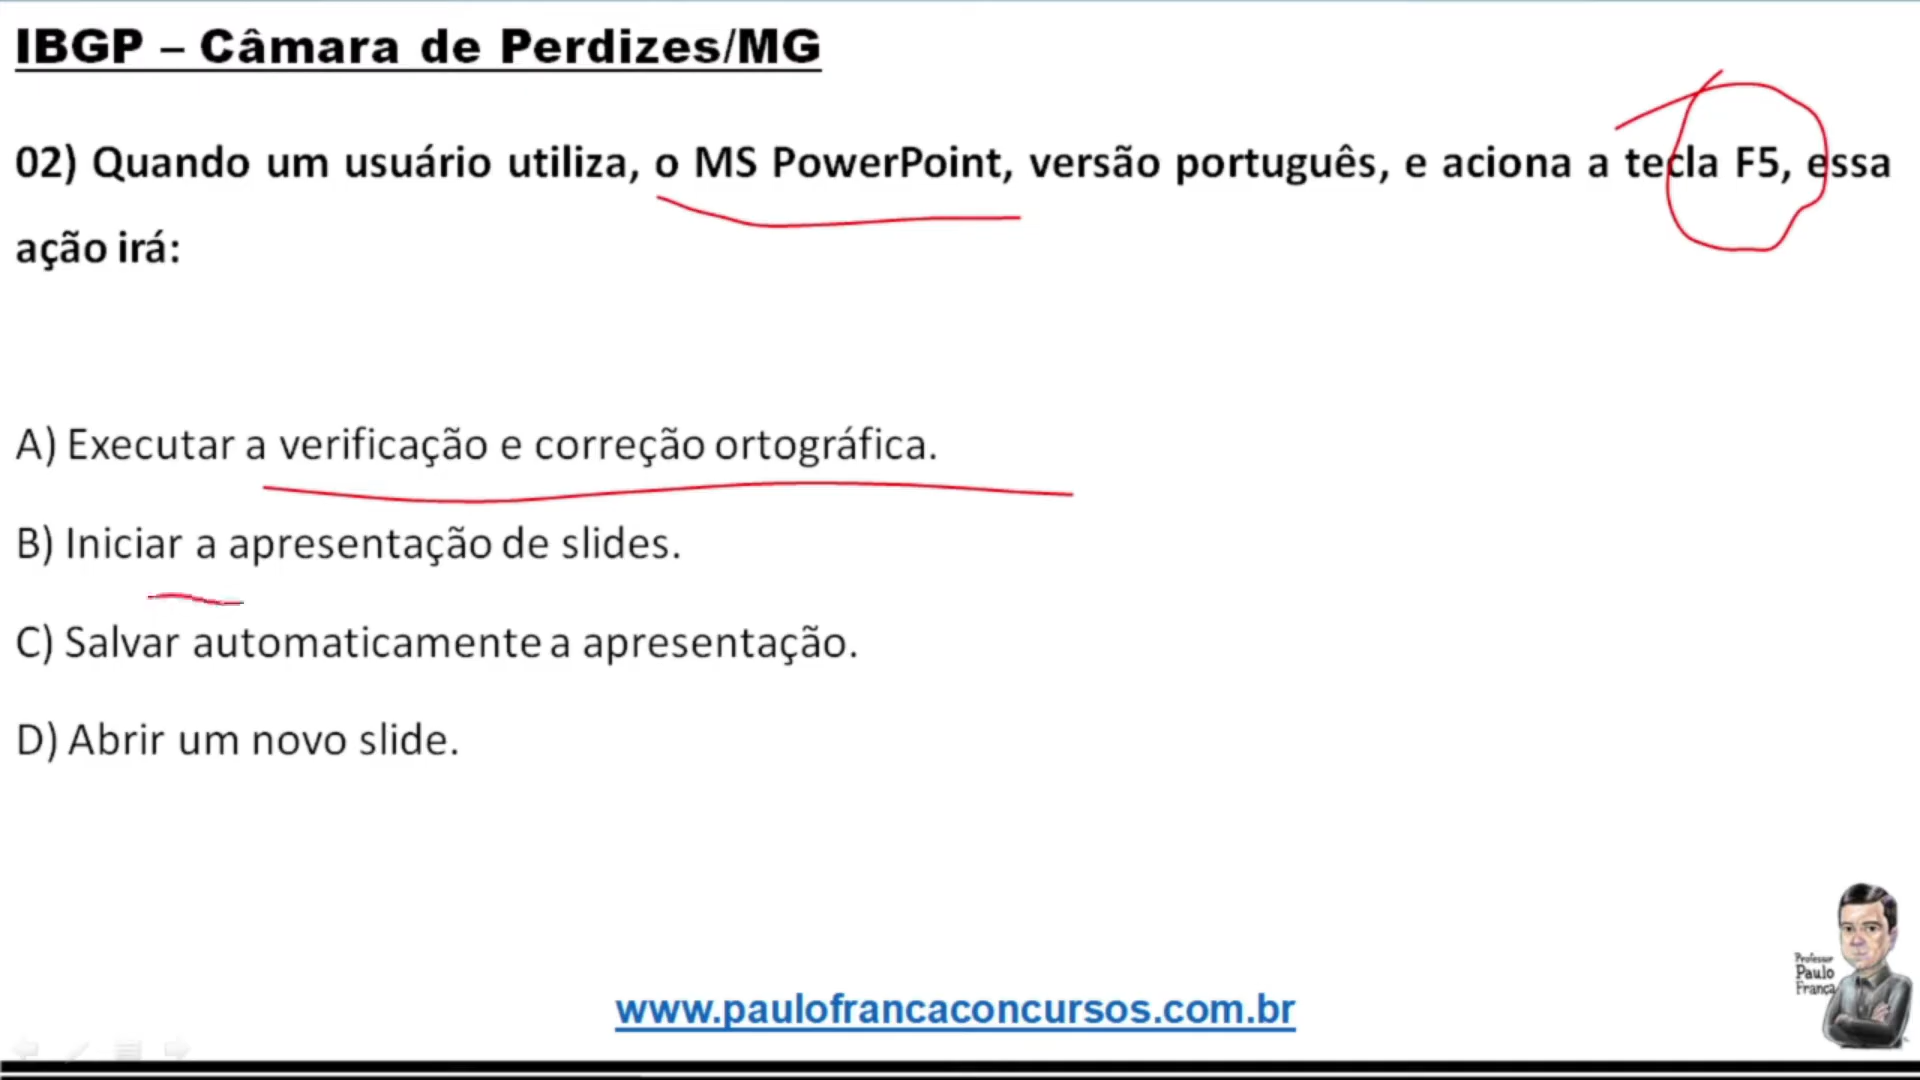 IBGP – Câmara de Perdizes/MG
02) Quando um usuário utiliza, o MS PowerPoint, versão português, e aciona a tecla F5, essa
ação irá:
A) Executar a verificação e correção ortográfica.
B) Iniciar a apresentação de slides.
C) Salvar automaticamente a apresentação.
D) Abrir um novo slide.
Professor
Paulo
França
www.paulofrancaconcursos.com.br